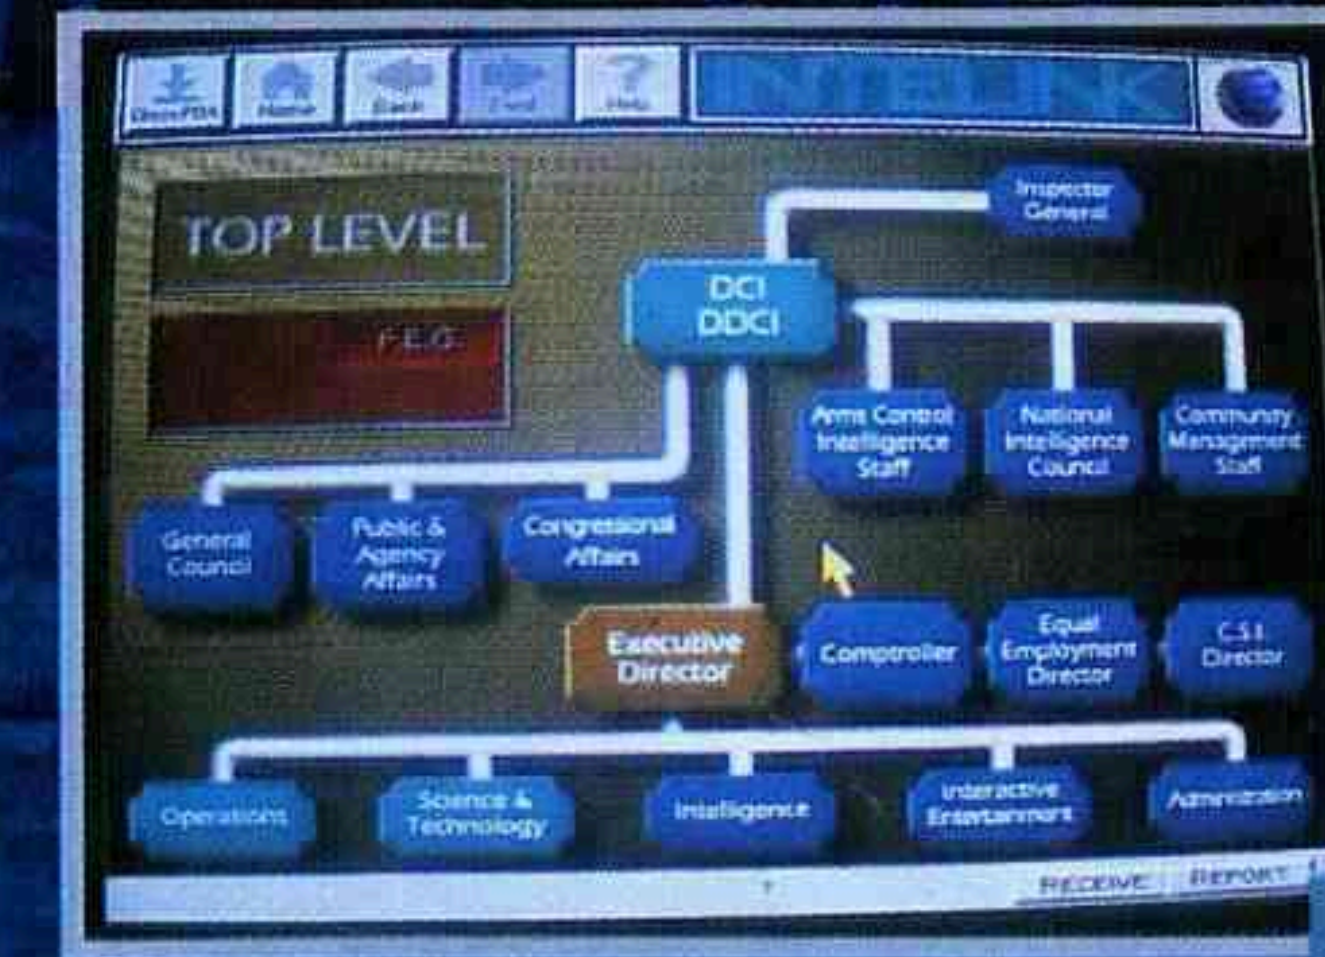 Home
Back
Fwd
Help
INTELINK
TOP LEVEL
Inspector
General
DCI
DDCI
Arms Control
Intelligence
Staff
National
Intelligence
Council
Community
Management
Staff
General
Council
Public &
Agency
Affairs
Congressional
Affairs
Executive
Director
Comptroller
Equal
Employment
Director
C.S.I.
Director
Operations
Science &
Technology
Intelligence
Interactive
Administration
RECEIVE
REPORT